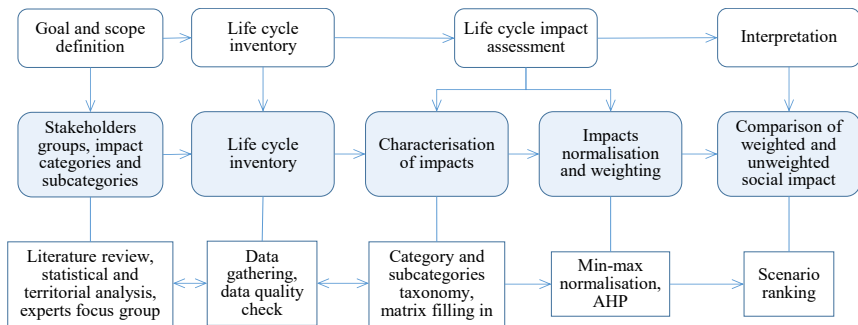 Goal and scope
definition
Life cycle
inventory
Life cycle impact
assessment
Interpretation
Stakeholders
groups, impact
categories and
subcategories
Life cycle
inventory
Characterisation
of impacts
Impacts
normalisation
and weighting
Comparison of
weighted and
unweighted
social impact
Literature review,
statistical and
territorial analysis,
experts focus group
Data
gathering,
data quality
check
Category and
subcategories
taxonomy,
matrix filling in
Min-max
normalisation,
AHP
Scenario
ranking